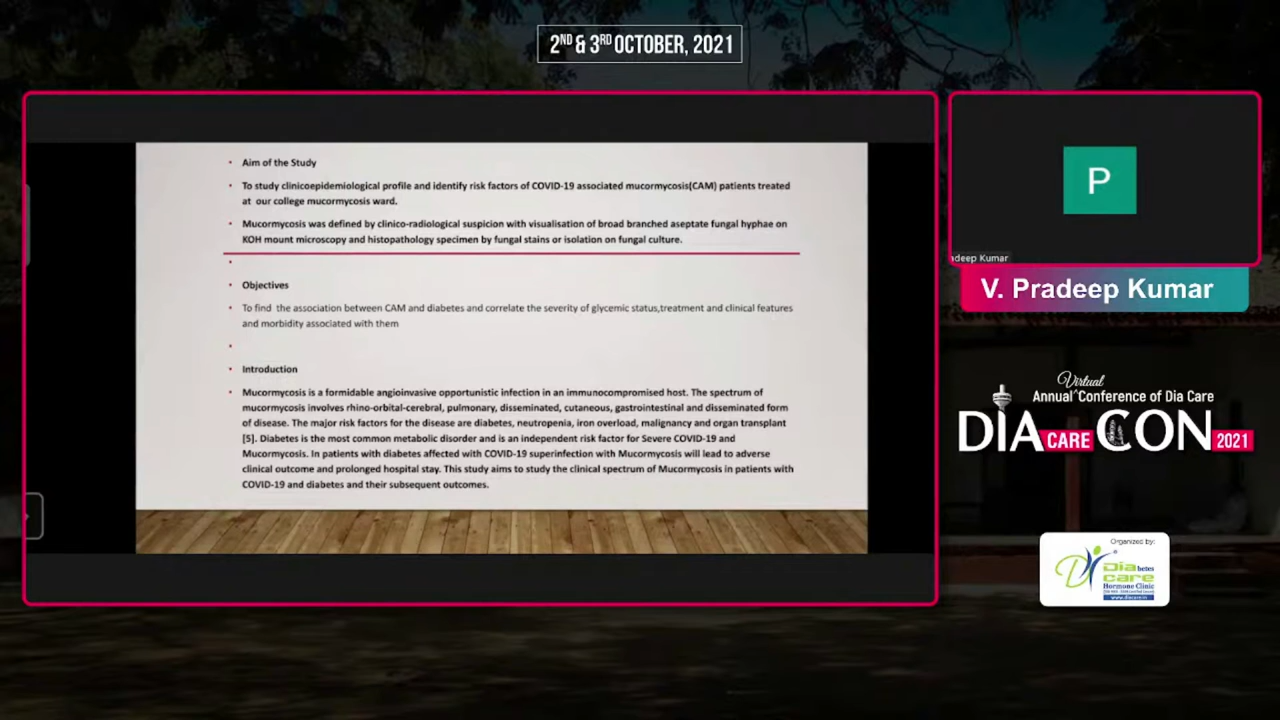 2ND & 3RD OCTOBER, 2021
Aim of the Study
To study clinicoepidemiological profile and identify risk factors of COVID-19 associated mucormycosis(CAM) patients treated
at our college mucormycosis ward.
Mucormycosis was defined by clinico-radiological suspicion with visualisation of broad branched aseptate fungal hyphae on
KOH mount microscopy and histopathology specimen by fungal stains or isolation on fungal culture.
Objectives
To find the association between CAM and diabetes and correlate the severity of glycemic status,treatment and clinical features
and morbidity associated with them
Introduction
Mucormycosis is a formidable angioinvasive opportunistic infection in an immunocompromised host. The spectrum of
mucormycosis involves rhino-orbital-cerebral, pulmonary, disseminated, cutaneous, gastrointestinal and disseminated form
of disease. The major risk factors for the disease are diabetes, neutropenia, iron overload, malignancy and organ transplant
[5]. Diabetes is the most common metabolic disorder and is an independent risk factor for Severe COVID-19 and
Mucormycosis. In patients with diabetes affected with COVID-19 superinfection with Mucormycosis will lead to adverse
clinical outcome and prolonged hospital stay. This study aims to study the clinical spectrum of Mucormycosis in patients with
COVID-19 and diabetes and their subsequent outcomes.
P
adeep Kumar
V. Pradeep Kumar
Virtual
Annual Conference of Dia Care
DIA CARE CON 2021
Organized by:
Diabetes
care
Hormone Clinic
www.diacare.in